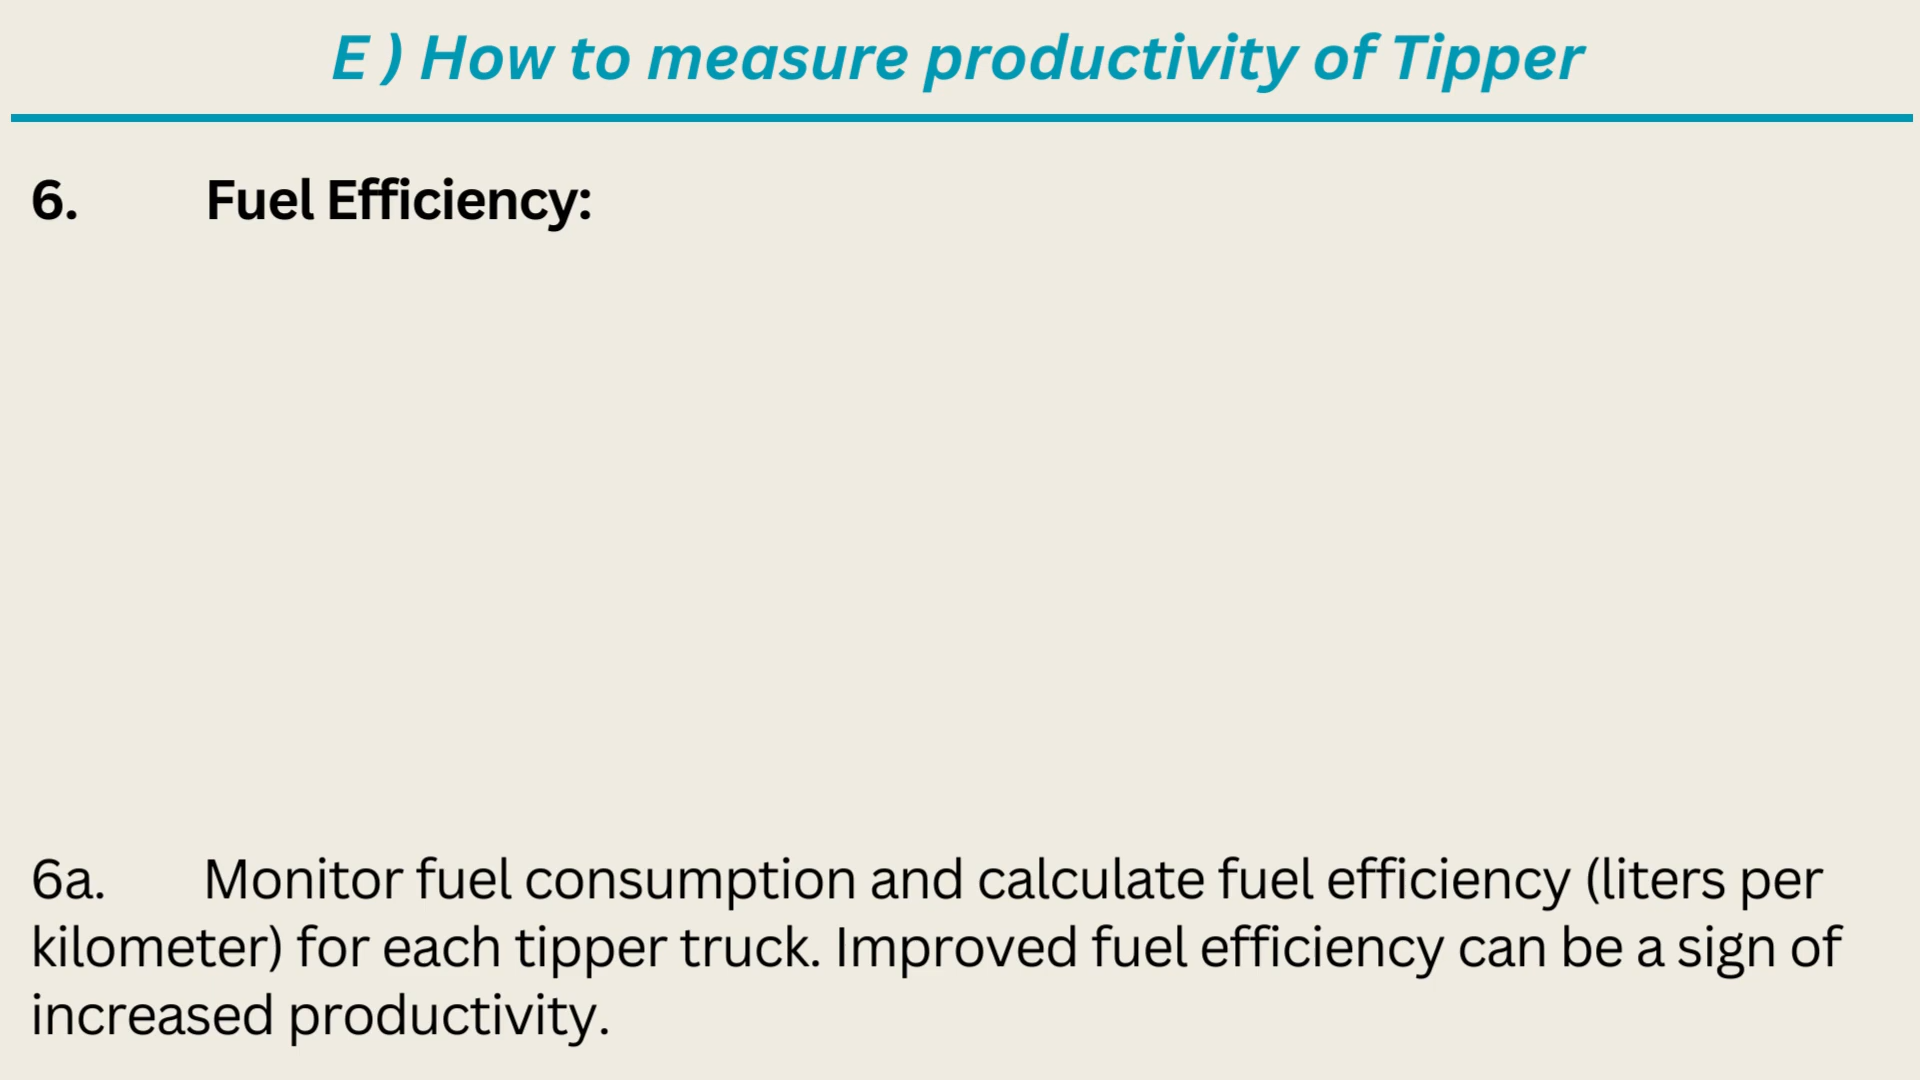 E ) How to measure productivity of Tipper
6. Fuel Efficiency:
6a. Monitor fuel consumption and calculate fuel efficiency (liters per
kilometer) for each tipper truck. Improved fuel efficiency can be a sign of
increased productivity.